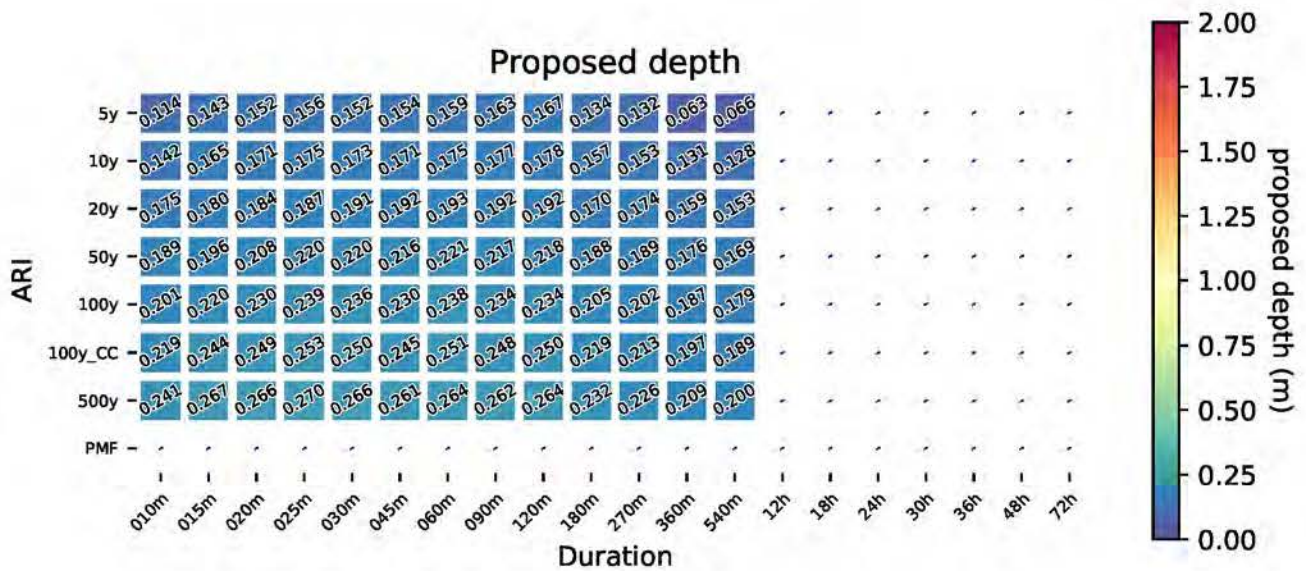 Proposed depth
5y 0.114 0.143 0.152 0.156 0.152 0.154 0.159 0.163 0.167 0.134 0.132 0.063 0.066
10y 0.142 0.165 0.171 0.175 0.173 0.171 0.175 0.177 0.178 0.157 0.153 0.131 0.128
20y 0.175 0.180 0.184 0.187 0.191 0.192 0.193 0.192 0.192 0.170 0.174 0.159 0.153
50y 0.189 0.196 0.208 0.220 0.220 0.216 0.221 0.217 0.218 0.188 0.189 0.176 0.169
100y 0.201 0.220 0.230 0.239 0.236 0.230 0.238 0.234 0.234 0.205 0.202 0.187 0.179
100y_CC 0.219 0.244 0.249 0.253 0.250 0.245 0.251 0.248 0.250 0.219 0.213 0.197 0.189
500y 0.241 0.267 0.266 0.270 0.266 0.261 0.264 0.262 0.264 0.232 0.226 0.209 0.200
PMF
ARI
010m 015m 020m 025m 030m 045m 060m 090m 120m 180m 270m 360m 540m 12h 18h 24h 30h 36h 48h 72h
Duration
2.00
1.75
1.50
1.25
1.00
0.75
0.50
0.25
0.00
proposed depth (m)